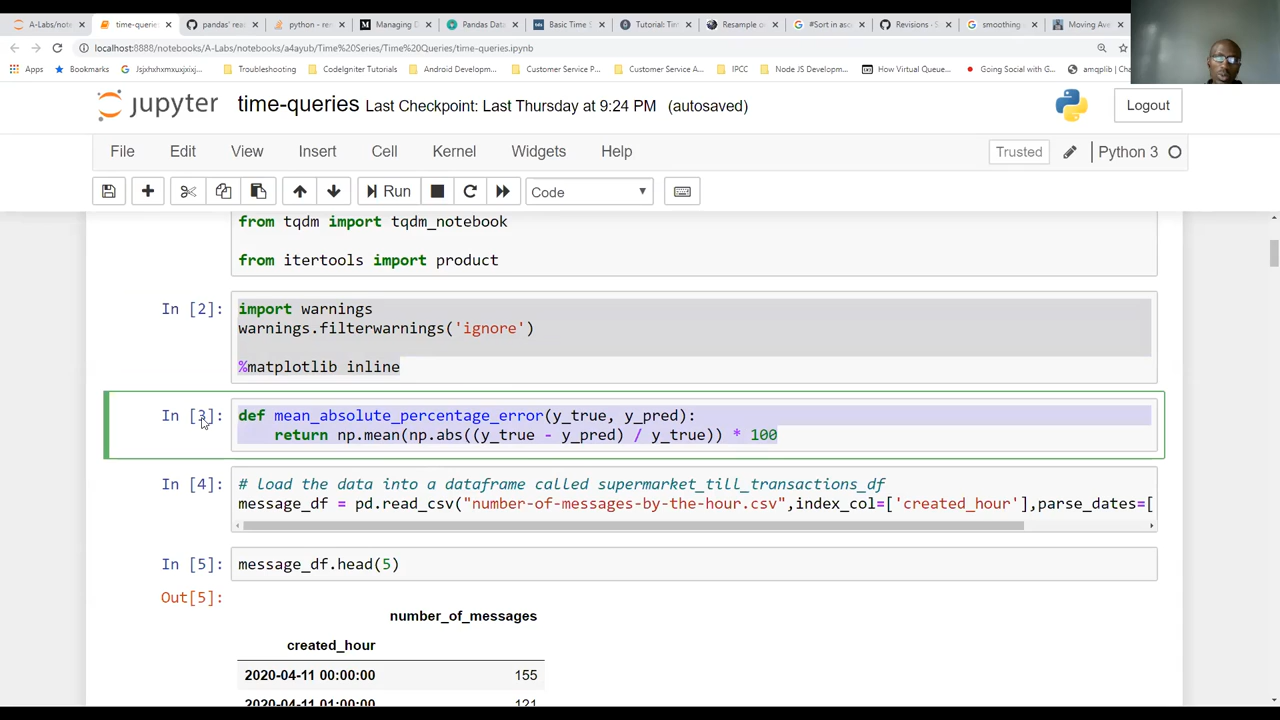 A-Labs/note
time-queries
pandas' rea
python - re
Managing D
Pandas Data
Basic Time S
Tutorial: Tim
Resample or
#Sort in asc
Revisions - S
smoothing
Moving Ave
localhost:8888/notebooks/A-Labs/notebooks/a4ayub/Time%20Series/Time%20Queries/time-queries.ipynb
Apps
Bookmarks
Jsjxhxhxmxuxjxixj...
Troubleshooting
CodeIgniter Tutorials
Android Developm...
Customer Service P...
Customer Service A...
IPCC
Node JS Developm...
How Virtual Queue...
Going Social with G...
amqplib | Cha
jupyter time-queries Last Checkpoint: Last Thursday at 9:24 PM (autosaved)
Logout
File Edit View Insert Cell Kernel Widgets Help
Trusted
Python 3
Run
Code
from tqdm import tqdm_notebook
from itertools import product
In [2]:
import warnings
warnings.filterwarnings('ignore')
%matplotlib inline
In [3]:
def mean_absolute_percentage_error(y_true, y_pred):
return np.mean(np.abs((y_true - y_pred) / y_true)) * 100
In [4]:
# load the data into a dataframe called supermarket_till_transactions_df
message_df = pd.read_csv("number-of-messages-by-the-hour.csv",index_col=['created_hour'],parse_dates=[
In [5]:
message_df.head(5)
Out[5]:
number_of_messages
created_hour
2020-04-11 00:00:00 155
2020-04-11 01:00:00 121